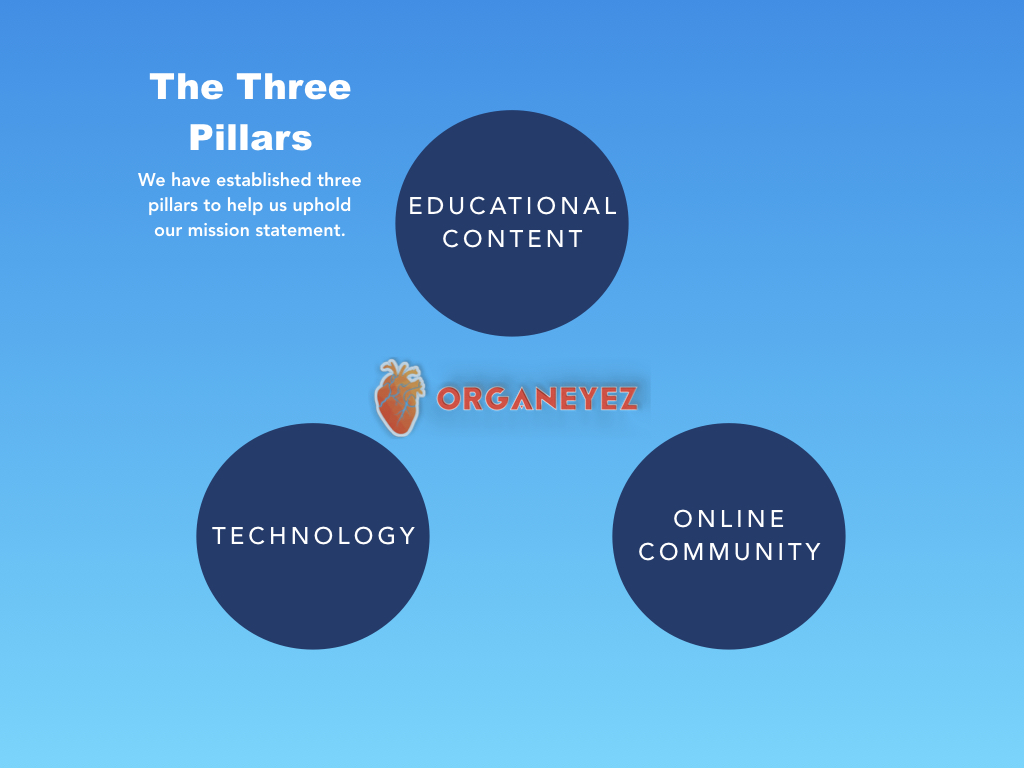 The Three
Pillars
We have established three
pillars to help us uphold
our mission statement.
EDUCATIONAL
CONTENT
ORGANEYEZ
TECHNOLOGY
ONLINE
COMMUNITY